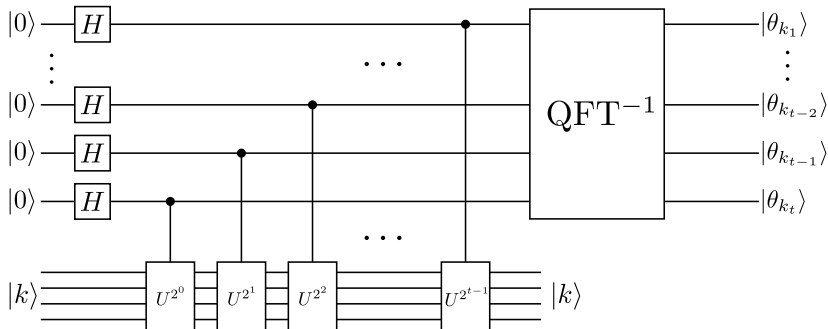 |0⟩ H |θ_{k_1}⟩
⋮ ⋯ ⋮
|0⟩ H QFT^{−1} |θ_{k_{t−2}}⟩
|0⟩ H |θ_{k_{t−1}}⟩
|0⟩ H |θ_{k_t}⟩
⋯
|k⟩ U^{2^0} U^{2^1} U^{2^2} U^{2^{t−1}} |k⟩